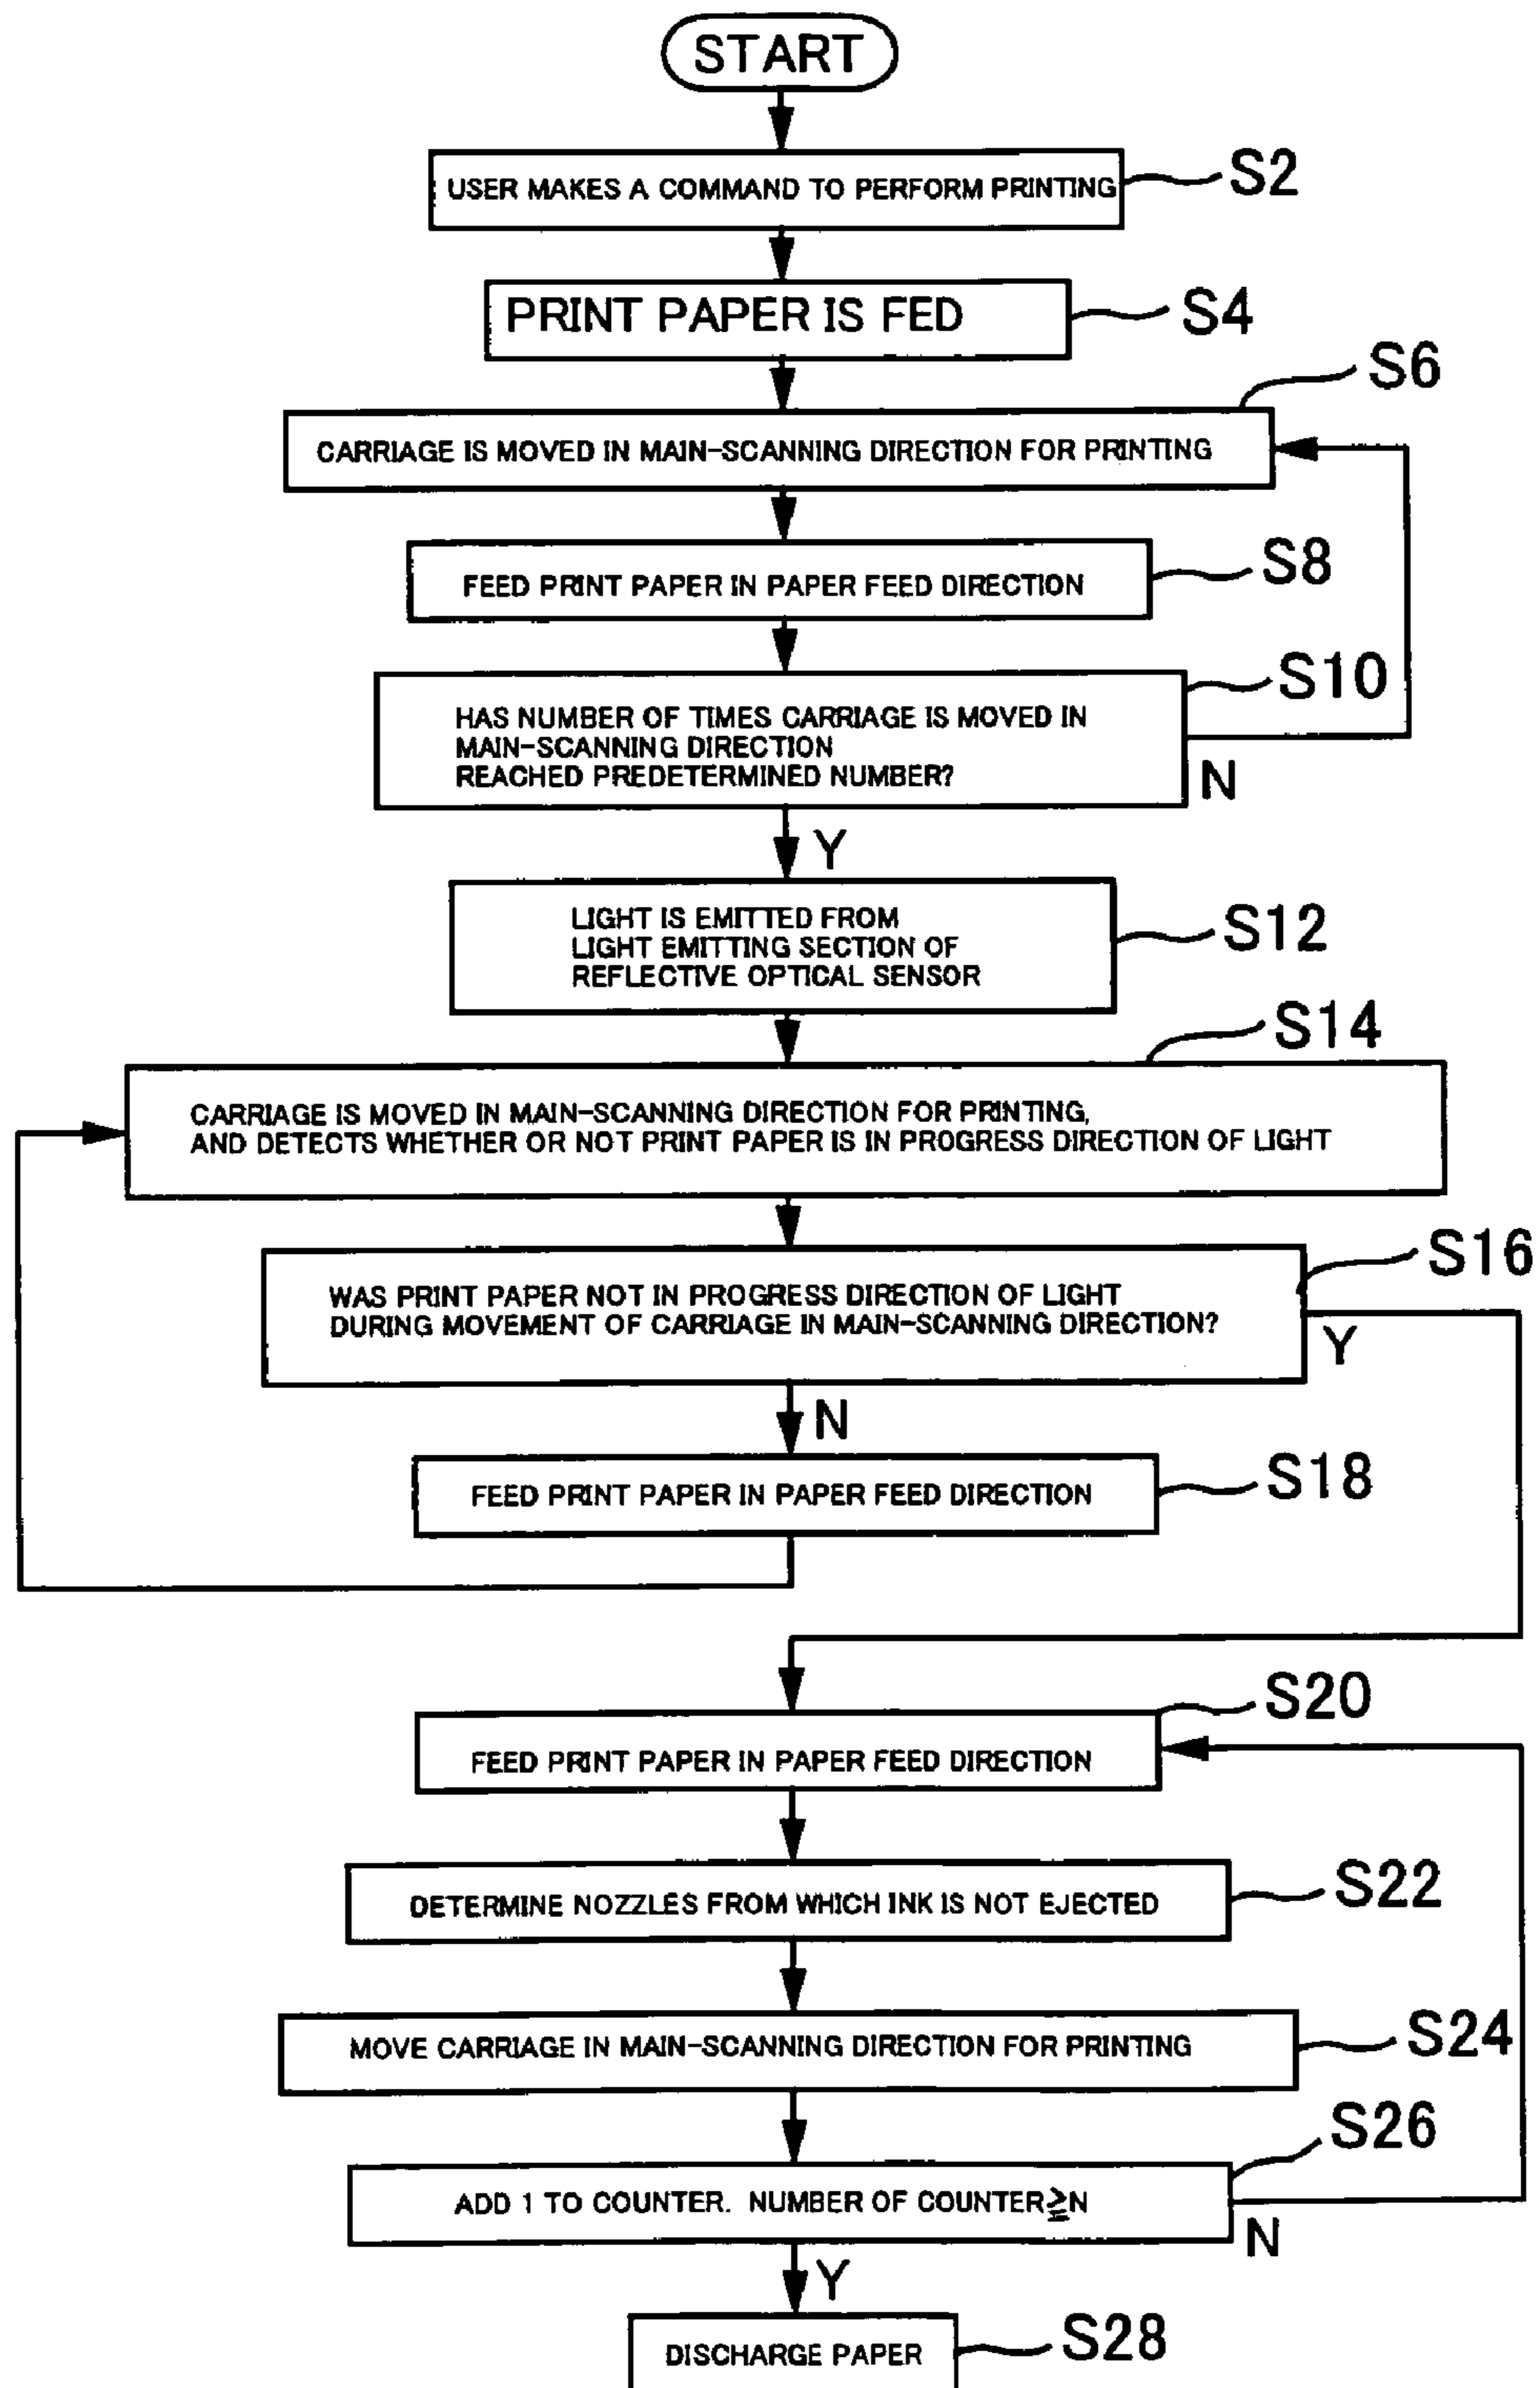 START
USER MAKES A COMMAND TO PERFORM PRINTING
S2
PRINT PAPER IS FED
S4
S6
CARRIAGE IS MOVED IN MAIN-SCANNING DIRECTION FOR PRINTING
S8
FEED PRINT PAPER IN PAPER FEED DIRECTION
S10
HAS NUMBER OF TIMES CARRIAGE IS MOVED IN
MAIN-SCANNING DIRECTION
REACHED PREDETERMINED NUMBER?
N
Y
LIGHT IS EMITTED FROM
LIGHT EMITTING SECTION OF
REFLECTIVE OPTICAL SENSOR
S12
S14
CARRIAGE IS MOVED IN MAIN-SCANNING DIRECTION FOR PRINTING,
AND DETECTS WHETHER OR NOT PRINT PAPER IS IN PROGRESS DIRECTION OF LIGHT
S16
WAS PRINT PAPER NOT IN PROGRESS DIRECTION OF LIGHT
DURING MOVEMENT OF CARRIAGE IN MAIN-SCANNING DIRECTION?
Y
N
FEED PRINT PAPER IN PAPER FEED DIRECTION
S18
S20
FEED PRINT PAPER IN PAPER FEED DIRECTION
DETERMINE NOZZLES FROM WHICH INK IS NOT EJECTED
S22
MOVE CARRIAGE IN MAIN-SCANNING DIRECTION FOR PRINTING
S24
S26
ADD 1 TO COUNTER. NUMBER OF COUNTER≧N
N
Y
DISCHARGE PAPER
S28